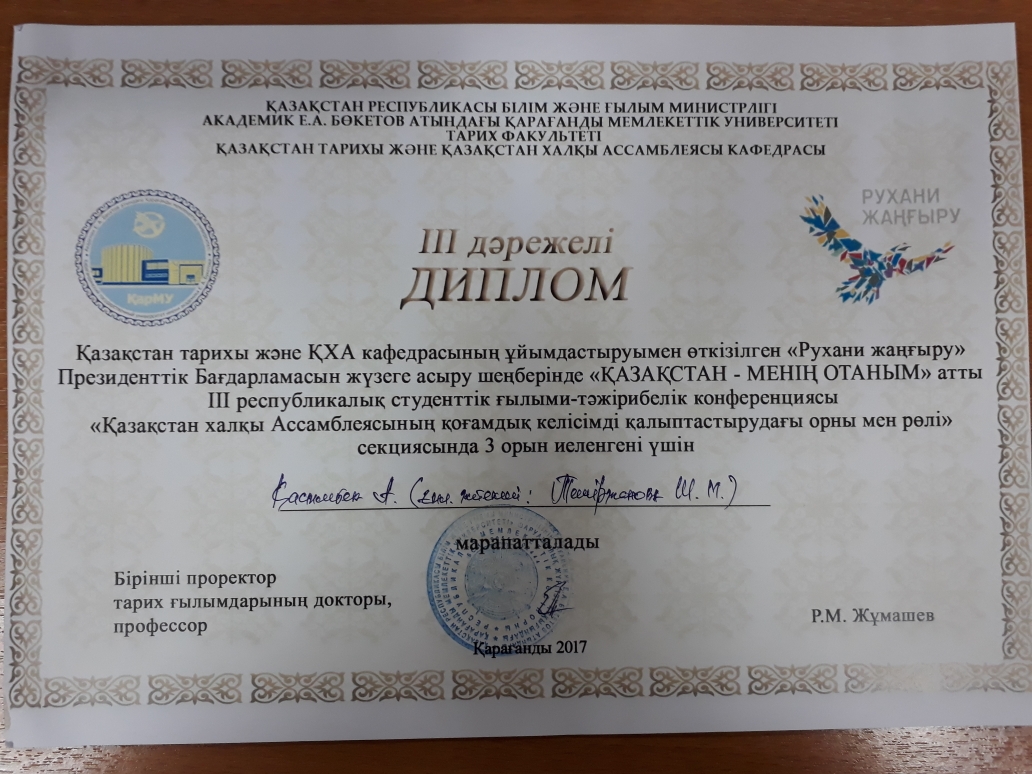 ҚАЗАҚСТАН РЕСПУБЛИКАСЫ БІЛІМ ЖӘНЕ ҒЫЛЫМ МИНИСТРЛІГІ
АКАДЕМИК Е.А. БӨКЕТОВ АТЫНДАҒЫ ҚАРАҒАНДЫ МЕМЛЕКЕТТІК УНИВЕРСИТЕТІ
ТАРИХ ФАКУЛЬТЕТІ
ҚАЗАҚСТАН ТАРИХЫ ЖӘНЕ ҚАЗАҚСТАН ХАЛҚЫ АССАМБЛЕЯСЫ КАФЕДРАСЫ
РУХАНИ
ЖАҢҒЫРУ
ҚарМУ
III дәрежелі
ДИПЛОМ
Қазақстан тарихы және ҚХА кафедрасының ұйымдастыруымен өткізілген «Рухани жаңғыру»
Президенттік Бағдарламасын жүзеге асыру шеңберінде «ҚАЗАҚСТАН - МЕНІҢ ОТАНЫМ» атты
III республикалық студенттік ғылыми-тәжірибелік конференциясы
«Қазақстан халқы Ассамблеясының қоғамдық келісімді қалыптастырудағы орны мен рөлі»
секциясында 3 орын иеленгені үшін
А. (ғыл. жетекші: Теміржанова Ш. М.)
марапатталады
Бірінші проректор
тарих ғылымдарының докторы,
профессор
Р.М. Жұмашев
Қарағанды 2017